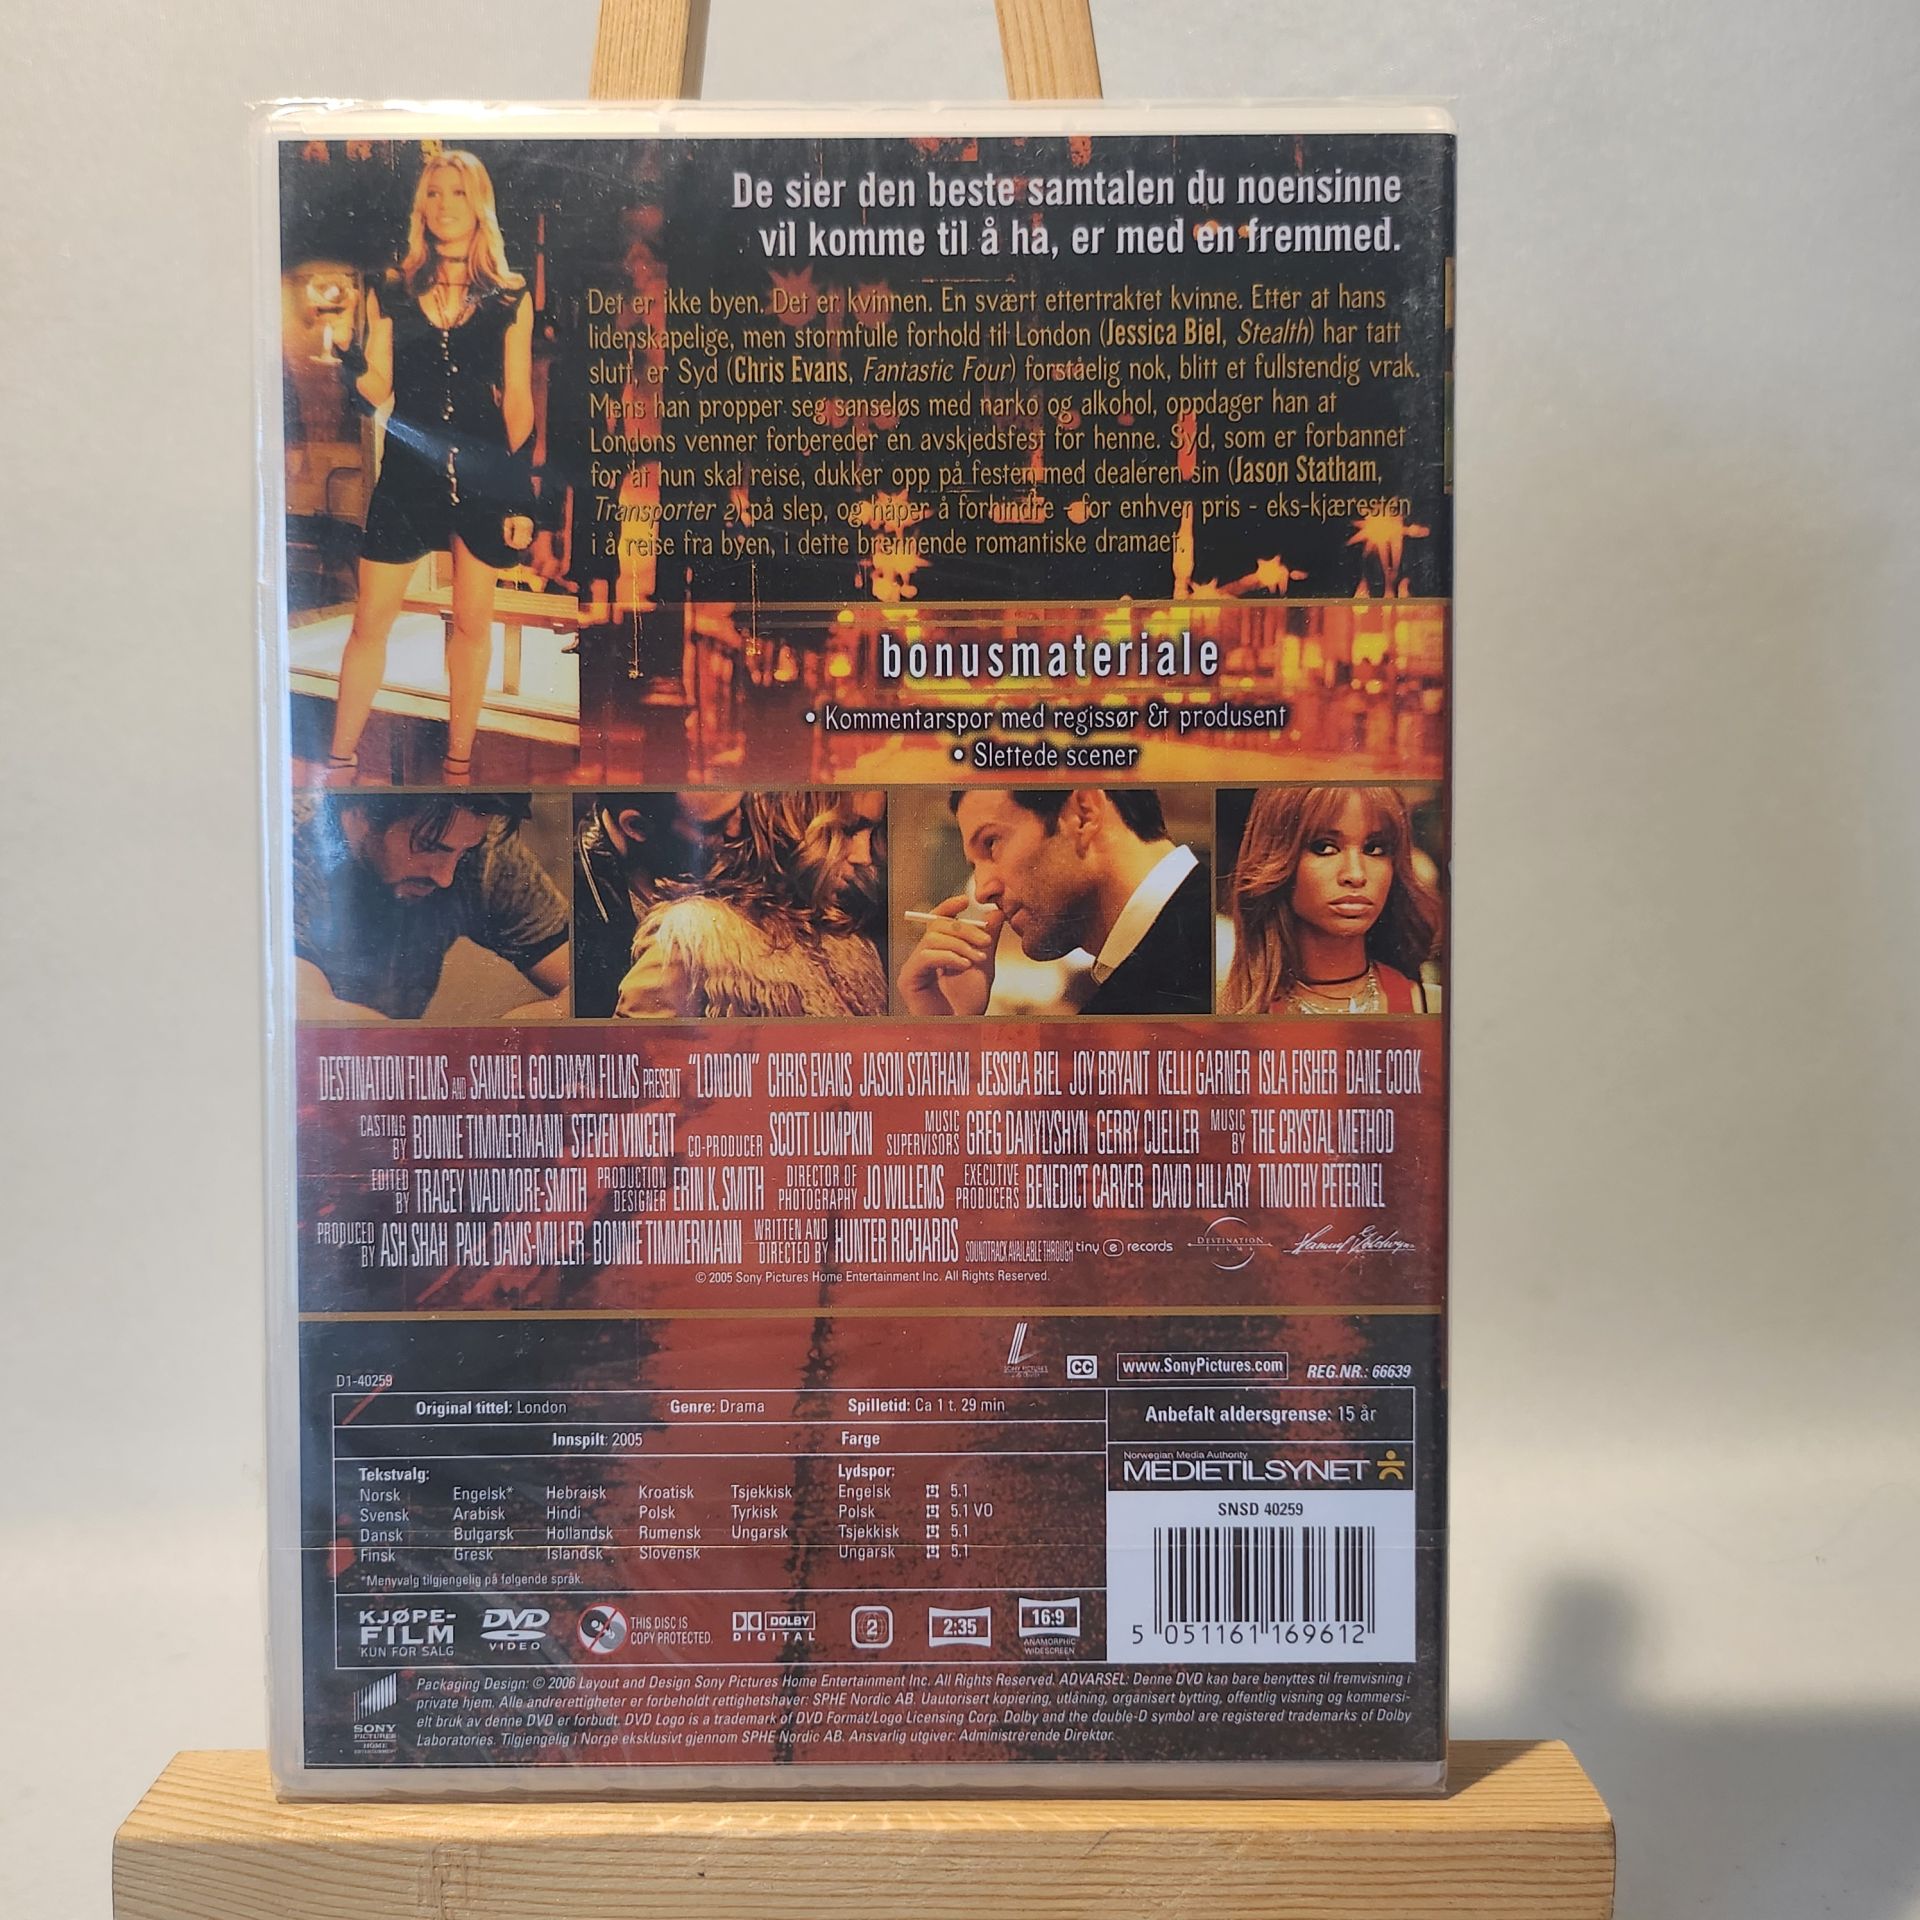 De sier den beste samtalen du noensinne
vil komme til å ha, er med en fremmed.
Det er ikke byen. Det er kvinnen. En svært ettertraktet kvinne. Etter at hans
lidenskapelige, men stormfulle forhold til London (Jessica Biel, Stealth) har tatt
slutt, er Syd (Chris Evans, Fantastic Four) forståelig nok, blitt et fullstendig vrak.
Mens han propper seg sanseløs med narko og alkohol, oppdager han at
Londons venner forbereder en avskjedsfest for henne. Syd, som er forbannet
for at hun skal reise, dukker opp på festen med dealeren sin (Jason Statham,
Transporter 2) på slep, og håper å forhindre - for enhver pris - eks-kjæresten
i å reise fra byen, i dette brennende romantiske dramaet.
bonusmateriale
• Kommentarspor med regissør & produsent
• Slettede scener
DESTINATION FILMS AND SAMUEL GOLDWYN FILMS PRESENT "LONDON" CHRIS EVANS JASON STATHAM JESSICA BIEL JOY BRYANT KELLI GARNER ISLA FISHER DANE COOK
CASTING BY BONNIE TIMMERMANN STEVEN VINCENT CO-PRODUCER SCOTT LUMPKIN MUSIC SUPERVISORS GREG DANYLYSHYN GERRY CUELLER MUSIC BY THE CRYSTAL METHOD
EDITED BY TRACEY WADMORE-SMITH PRODUCTION DESIGNER ERIN K. SMITH DIRECTOR OF PHOTOGRAPHY JO WILLEMS EXECUTIVE PRODUCERS BENEDICT CARVER DAVID HILLARY TIMOTHY PETERNEL
PRODUCED BY ASH SHAH PAUL DAVIS-MILLER BONNIE TIMMERMANN WRITTEN AND DIRECTED BY HUNTER RICHARDS SOUNDTRACK AVAILABLE THROUGH tiny e records DESTINATION FILMS Samuel Goldwyn
© 2005 Sony Pictures Home Entertainment Inc. All Rights Reserved.
D1-40259
SONY PICTURES
CC
www.SonyPictures.com
REG.NR.: 66639
Original tittel: London Genre: Drama Spilletid: Ca 1 t. 29 min
Innspilt: 2005 Farge
Anbefalt aldersgrense: 15 år
Norwegian Media Authority
MEDIETILSYNET
Tekstvalg:
Norsk Engelsk* Hebraisk Kroatisk Tsjekkisk
Svensk Arabisk Hindi Polsk Tyrkisk
Dansk Bulgarsk Hollandsk Rumensk Ungarsk
Finsk Gresk Islandsk Slovensk
*Menyvalg tilgjengelig på følgende språk.
Lydspor:
Engelsk 5.1
Polsk 5.1 VO
Tsjekkisk 5.1
Ungarsk 5.1
SNSD 40259
5 051161 169612
KJØPE-
FILM
KUN FOR SALG
DVD
VIDEO
THIS DISC IS
COPY PROTECTED.
DOLBY
DIGITAL
2
2:35
16:9
ANAMORPHIC
WIDESCREEN
SONY
PICTURES
HOME
ENTERTAINMENT
Packaging Design: © 2006 Layout and Design Sony Pictures Home Entertainment Inc. All Rights Reserved. ADVARSEL: Denne DVD kan bare benyttes til fremvisning i
private hjem. Alle andrerettigheter er forbeholdt rettighetshaver: SPHE Nordic AB. Uautorisert kopiering, utlåning, organisert bytting, offentlig visning og kommersi-
elt bruk av denne DVD er forbudt. DVD Logo is a trademark of DVD Format/Logo Licensing Corp. Dolby and the double-D symbol are registered trademarks of Dolby
Laboratories. Tilgjengelig i Norge eksklusivt gjennom SPHE Nordic AB. Ansvarlig utgiver: Administrerende Direktør.